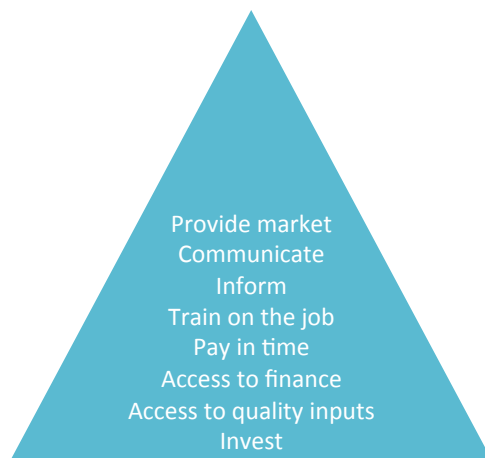 Provide market
Communicate
Inform
Train on the job
Pay in time
Access to finance
Access to quality inputs
Invest